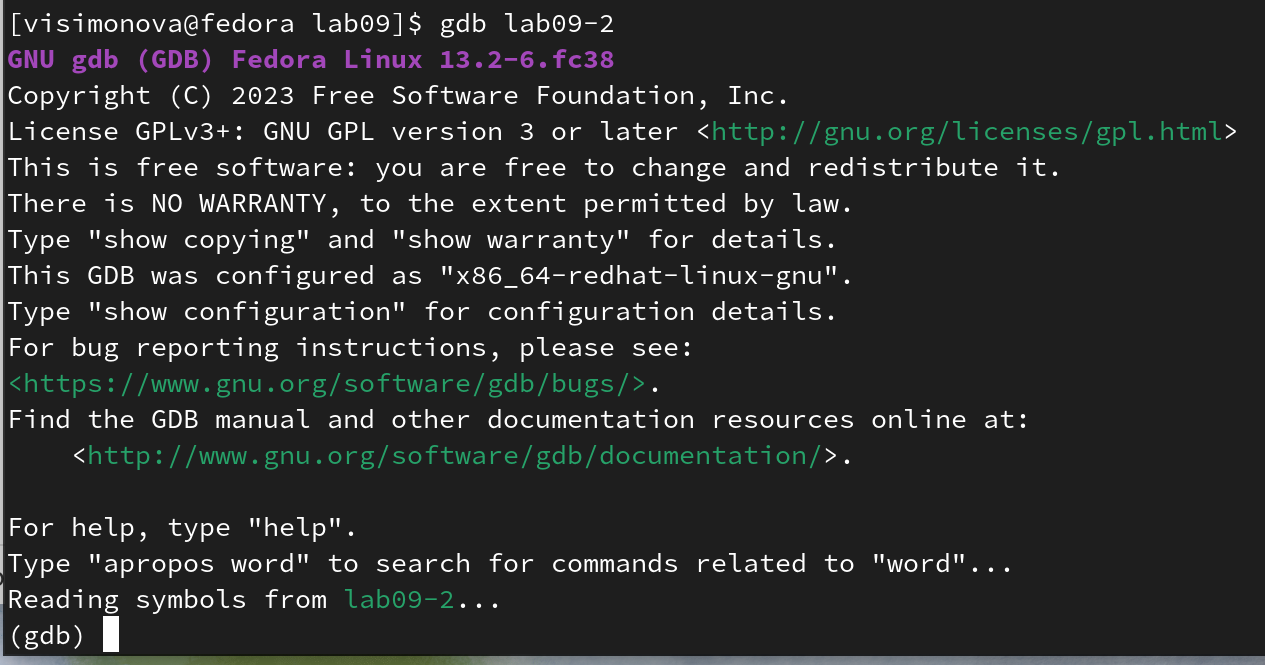 [visimonova@fedora lab09]$ gdb lab09-2
GNU gdb (GDB) Fedora Linux 13.2-6.fc38
Copyright (C) 2023 Free Software Foundation, Inc.
License GPLv3+: GNU GPL version 3 or later <http://gnu.org/licenses/gpl.html>
This is free software: you are free to change and redistribute it.
There is NO WARRANTY, to the extent permitted by law.
Type "show copying" and "show warranty" for details.
This GDB was configured as "x86_64-redhat-linux-gnu".
Type "show configuration" for configuration details.
For bug reporting instructions, please see:
<https://www.gnu.org/software/gdb/bugs/>.
Find the GDB manual and other documentation resources online at:
    <http://www.gnu.org/software/gdb/documentation/>.

For help, type "help".
Type "apropos word" to search for commands related to "word"...
Reading symbols from lab09-2...
(gdb)